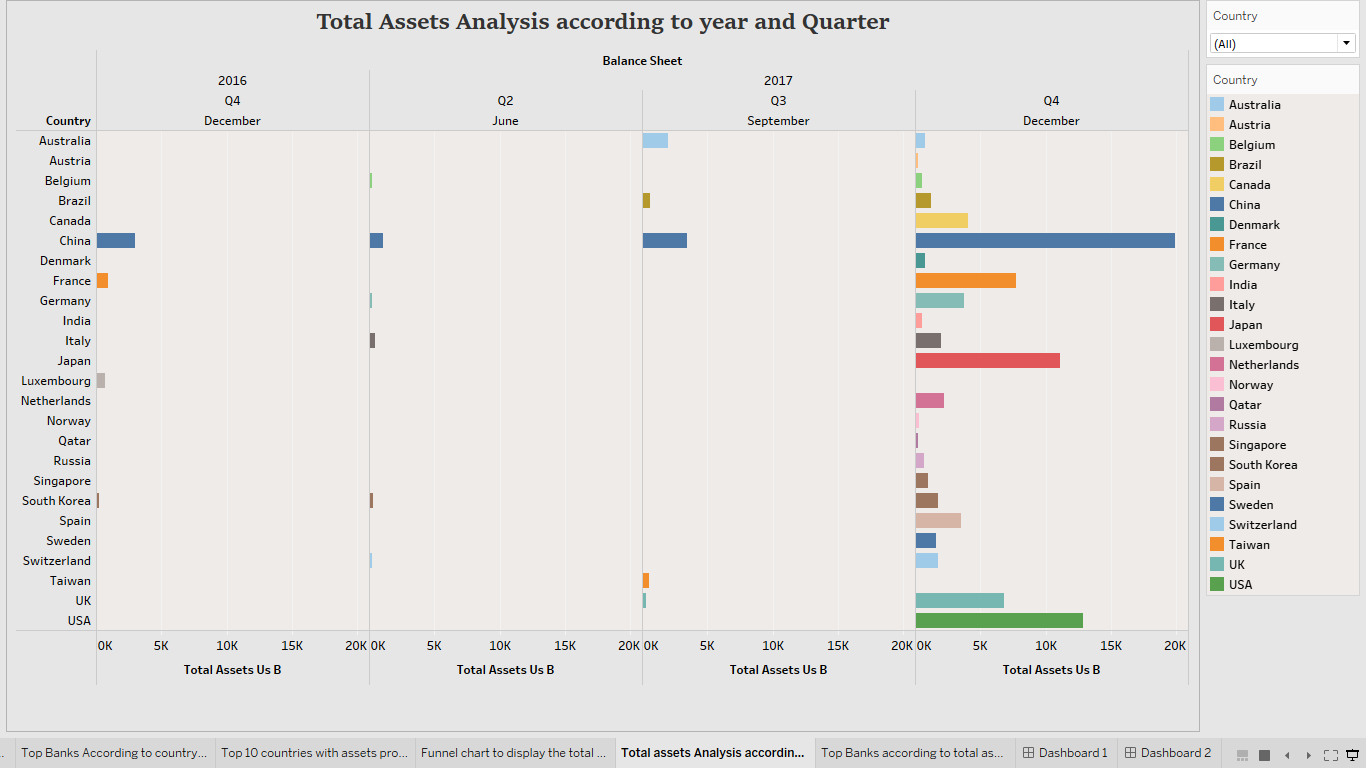 Total Assets Analysis according to year and Quarter
Balance Sheet
2016 2017
Q4 Q2 Q3 Q4
Country December June September December
Australia
Austria
Belgium
Brazil
Canada
China
Denmark
France
Germany
India
Italy
Japan
Luxembourg
Netherlands
Norway
Qatar
Russia
Singapore
South Korea
Spain
Sweden
Switzerland
Taiwan
UK
USA
0K 5K 10K 15K 20K 0K 5K 10K 15K 20K 0K 5K 10K 15K 20K 0K 5K 10K 15K 20K
Total Assets Us B Total Assets Us B Total Assets Us B Total Assets Us B
Country
(All)
Country
Australia
Austria
Belgium
Brazil
Canada
China
Denmark
France
Germany
India
Italy
Japan
Luxembourg
Netherlands
Norway
Qatar
Russia
Singapore
South Korea
Spain
Sweden
Switzerland
Taiwan
UK
USA
Top Banks According to country... Top 10 countries with assets pro... Funnel chart to display the total ... Total assets Analysis accordin... Top Banks according to total as... Dashboard 1 Dashboard 2